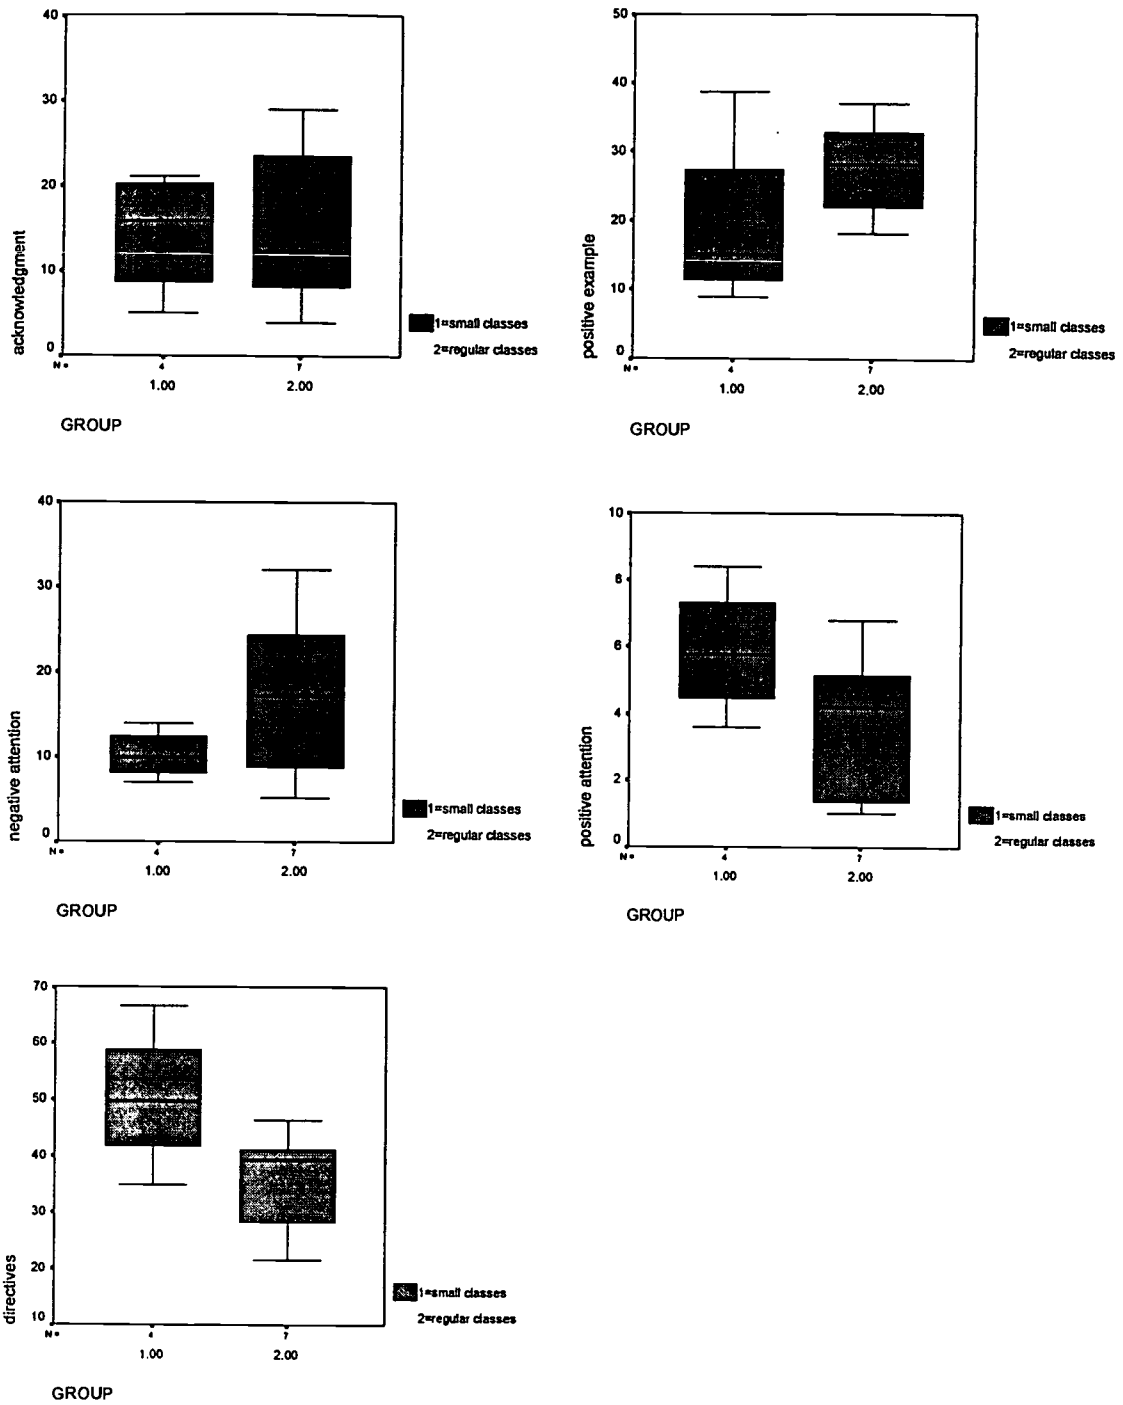 40
30
20
10
0
acknowledgment
N =
4
7
1.00
2.00
GROUP
1=small classes
2=regular classes
50
40
30
20
10
0
positive example
N =
4
7
1.00
2.00
GROUP
1=small classes
2=regular classes
40
30
20
10
0
negative attention
N =
4
7
1.00
2.00
GROUP
1=small classes
2=regular classes
10
8
6
4
2
0
positive attention
N =
4
7
1.00
2.00
GROUP
1=small classes
2=regular classes
70
60
50
40
30
20
10
directives
N =
4
7
1.00
2.00
GROUP
1=small classes
2=regular classes